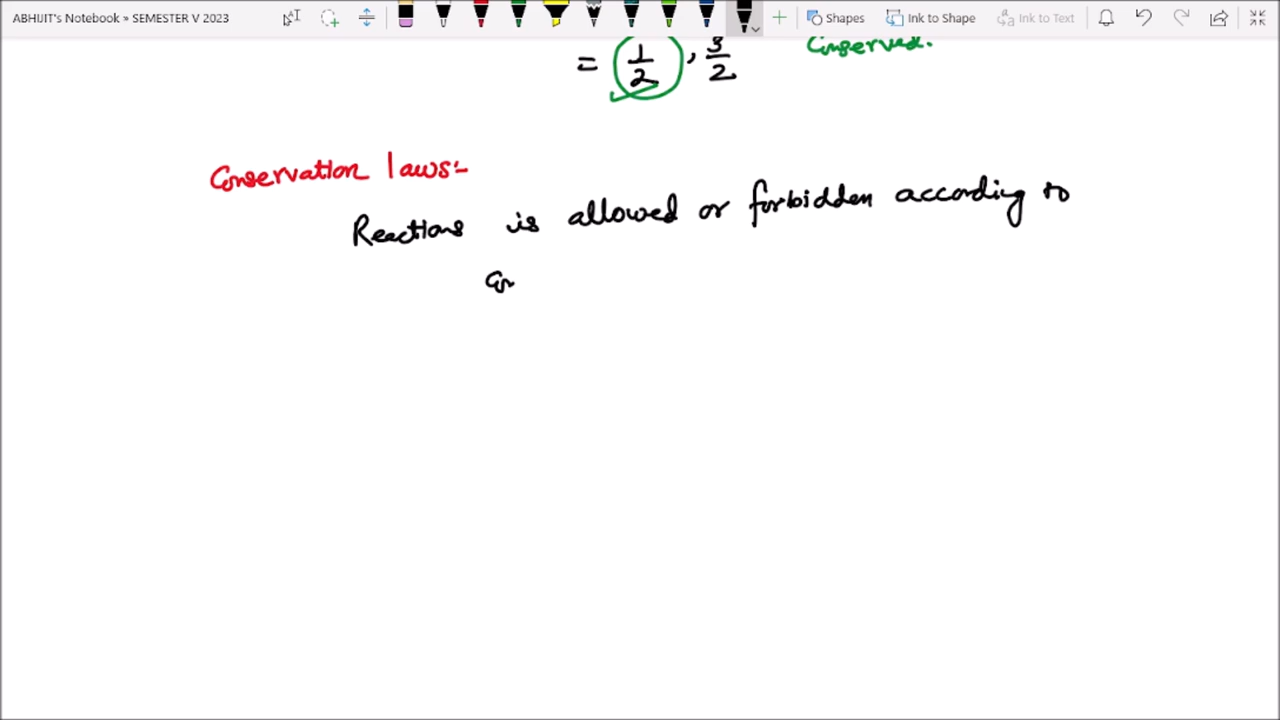 ABHIJIT's Notebook » SEMESTER V 2023
Shapes
Ink to Shape
Ink to Text
Conserved.
= 1/2, 3/2
Conservation laws:-
Reactions is allowed or forbidden according to
Con